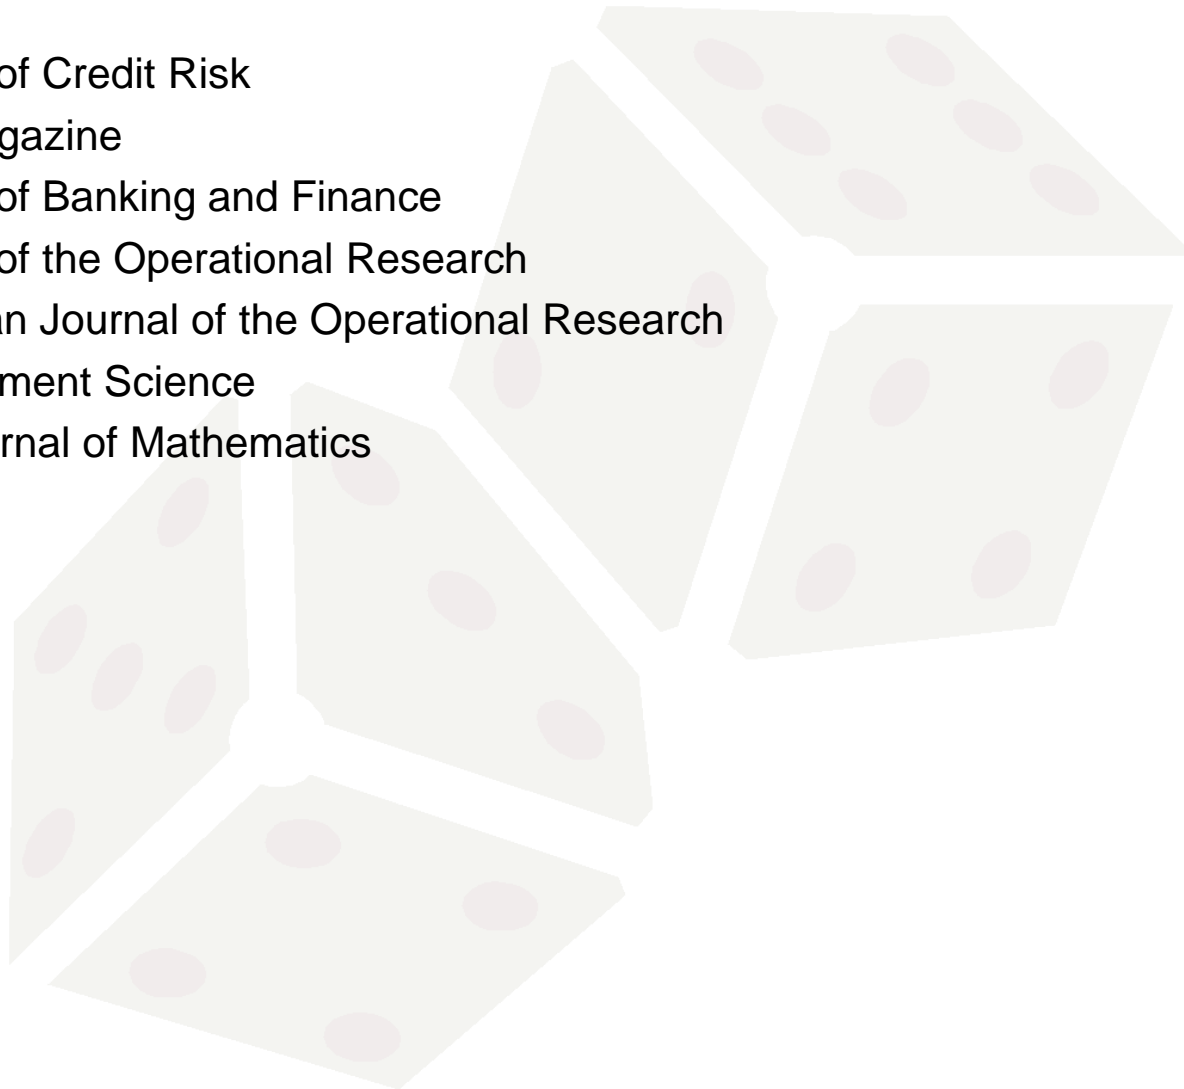 of Credit Risk
gazine
of Banking and Finance
of the Operational Research
an Journal of the Operational Research
ment Science
rnal of Mathematics